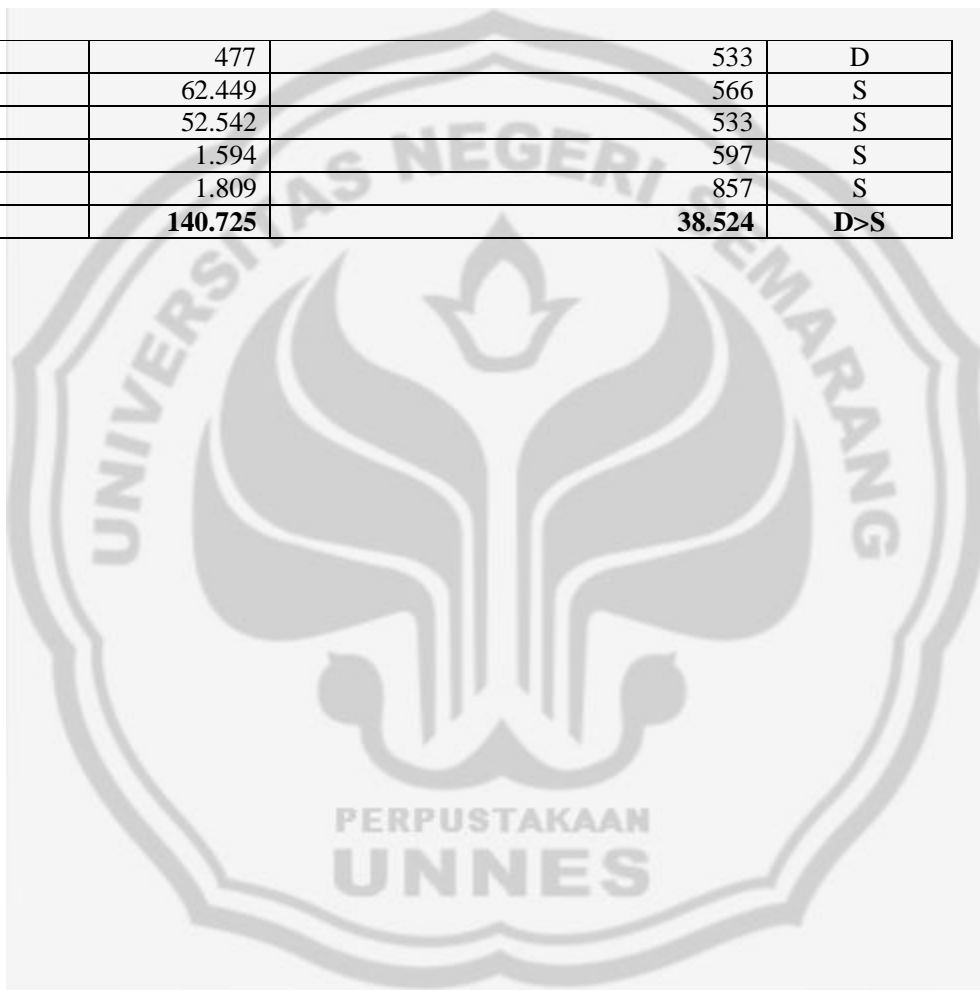 477 533 D
62.449 566 S
52.542 533 S
1.594 597 S
1.809 857 S
140.725 38.524 D>S
UNIVERSITAS NEGERI SEMARANG
PERPUSTAKAAN
UNNES